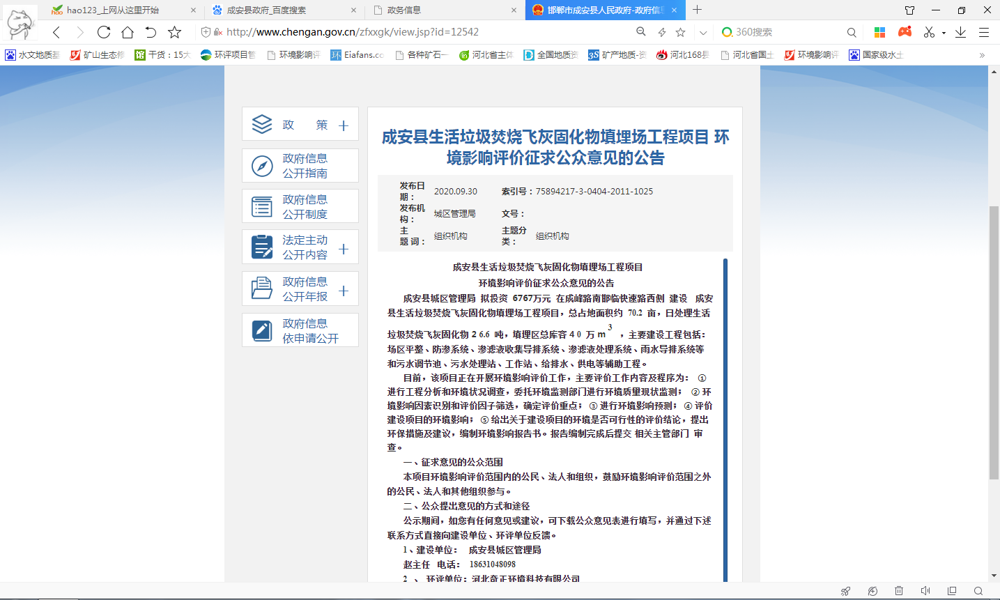 hao123_上网从这里开始
成安县政府_百度搜索
政务信息
邯郸市成安县人民政府-政府信息
http://www.chengan.gov.cn/zfxxgk/view.jsp?id=12542
360搜索
水文地质基 矿山生态修 干货：15大 环评项目管 环境影响评 Eiafans.co 各种矿石一 河北省主体 全国地质资 矿产地质-资 河北168县 河北省国土 环境影响评 国家级水土
政 策
政府信息
公开指南
政府信息
公开制度
法定主动
公开内容
政府信息
公开年报
政府信息
依申请公开
成安县生活垃圾焚烧飞灰固化物填埋场工程项目 环
境影响评价征求公众意见的公告
发布日期： 2020.09.30 索引号：75894217-3-0404-2011-1025
发布机构： 城区管理局 文号：
主题词： 组织机构 主题分类： 组织机构
成安县生活垃圾焚烧飞灰固化物填埋场工程项目
环境影响评价征求公众意见的公告
成安县城区管理局 拟投资 6767万元 在成峰路南邯临快速路西侧 建设 成安
县生活垃圾焚烧飞灰固化物填埋场工程项目，总占地面积约 70.2 亩，日处理生活
垃圾焚烧飞灰固化物 2 6.6 吨，填埋区总库容 4 0 万 m3 ，主要建设工程包括：
场区平整、防渗系统、渗滤液收集导排系统、渗滤液处理系统、雨水导排系统等
和污水调节池、污水处理站、工作站、给排水、供电等辅助工程。
目前，该项目正在开展环境影响评价工作，主要评价工作内容及程序为： ①
进行工程分析和环境状况调查，委托环境监测部门进行环境质量现状监测； ② 环
境影响因素识别和评价因子筛选，确定评价重点； ③ 进行环境影响预测； ④ 评价
建设项目的环境影响； ⑤ 给出关于建设项目的环境是否可行性的评价结论，提出
环保措施及建议，编制环境影响报告书。报告编制完成后提交 相关主管部门 审
查。
一、征求意见的公众范围
本项目环境影响评价范围内的公民、法人和组织，鼓励环境影响评价范围之外
的公民、法人和其他组织参与。
二、公众提出意见的方式和途径
公示期间，如您有任何意见或建议，可下载公众意见表进行填写，并通过下述
联系方式直接向建设单位、环评单位反馈。
1、建设单位： 成安县城区管理局
赵主任 电话： 18631048098
2 、 环评单位：河北奇正环境科技有限公司